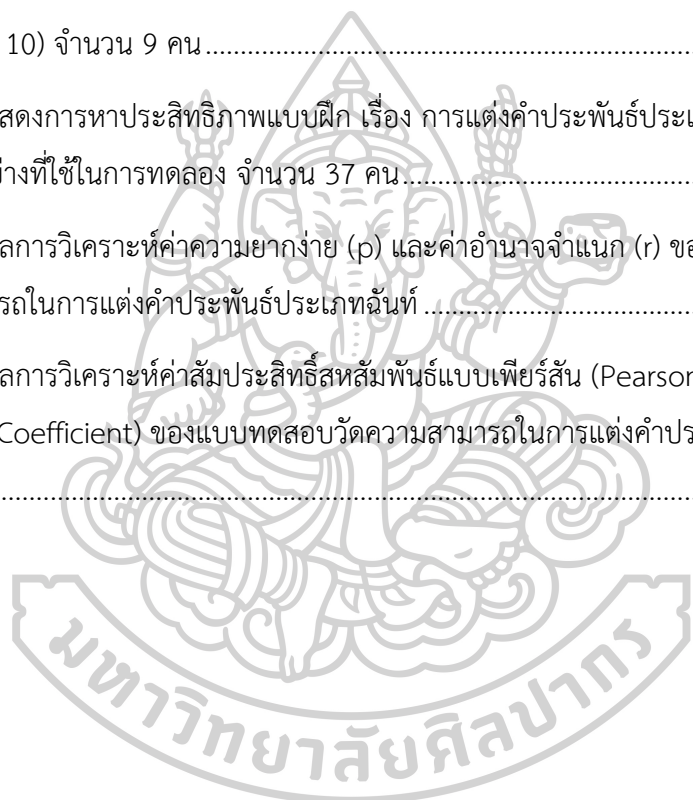 10) จำนวน 9 คน
สดงการหาประสิทธิภาพแบบฝึก เรื่อง การแต่งคำประพันธ์ประเ
างที่ใช้ในการทดลอง จำนวน 37 คน
ลการวิเคราะห์ค่าความยากง่าย (p) และค่าอำนาจจำแนก (r) ขอ
รถในการแต่งคำประพันธ์ประเภทฉันท์
ลการวิเคราะห์ค่าสัมประสิทธิ์สหสัมพันธ์แบบเพียร์สัน (Pearson
Coefficient) ของแบบทดสอบวัดความสามารถในการแต่งคำปร
มหาวิทยาลัยศิลปากร